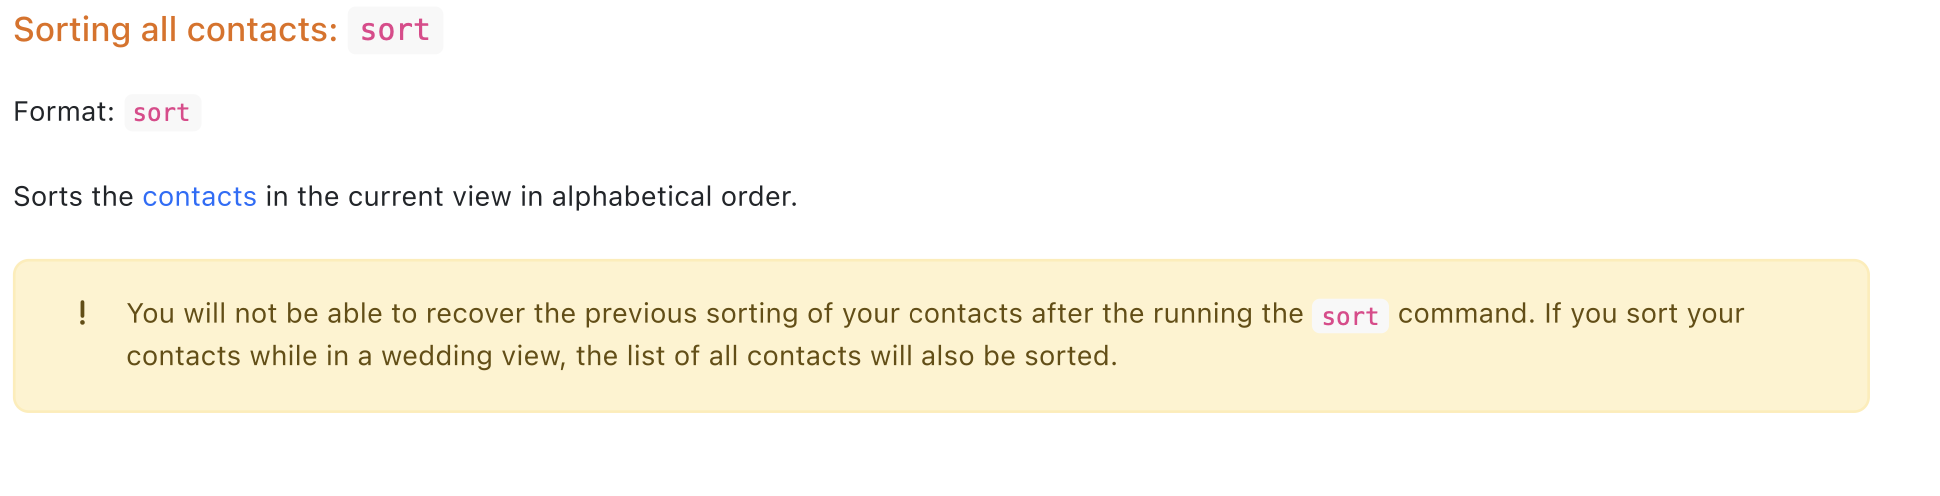 Sorting all contacts: sort
Format: sort
Sorts the contacts in the current view in alphabetical order.
! You will not be able to recover the previous sorting of your contacts after the running the sort command. If you sort your
contacts while in a wedding view, the list of all contacts will also be sorted.